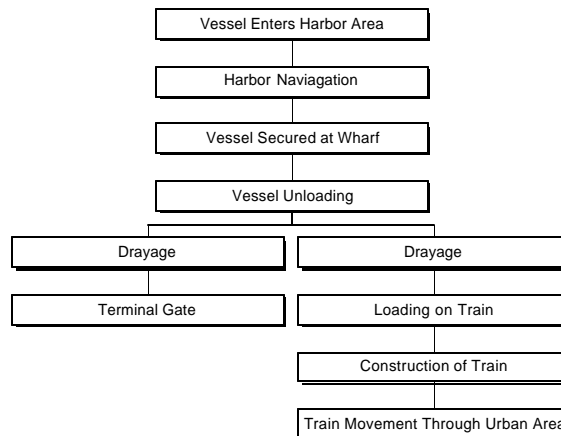 Vessel Enters Harbor Area
Harbor Naviagation
Vessel Secured at Wharf
Vessel Unloading
Drayage
Drayage
Terminal Gate
Loading on Train
Construction of Train
Train Movement Through Urban Area